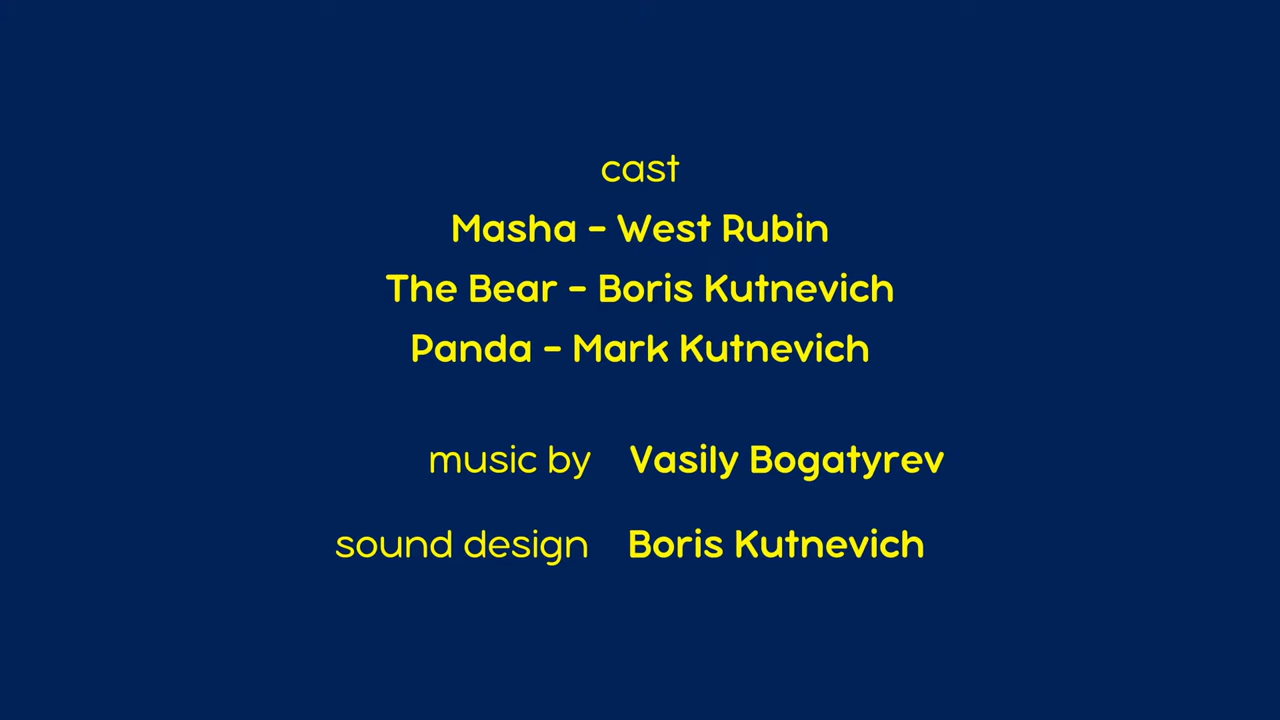 cast
Masha - West Rubin
The Bear - Boris Kutnevich
Panda - Mark Kutnevich
music by Vasily Bogatyrev
sound design Boris Kutnevich